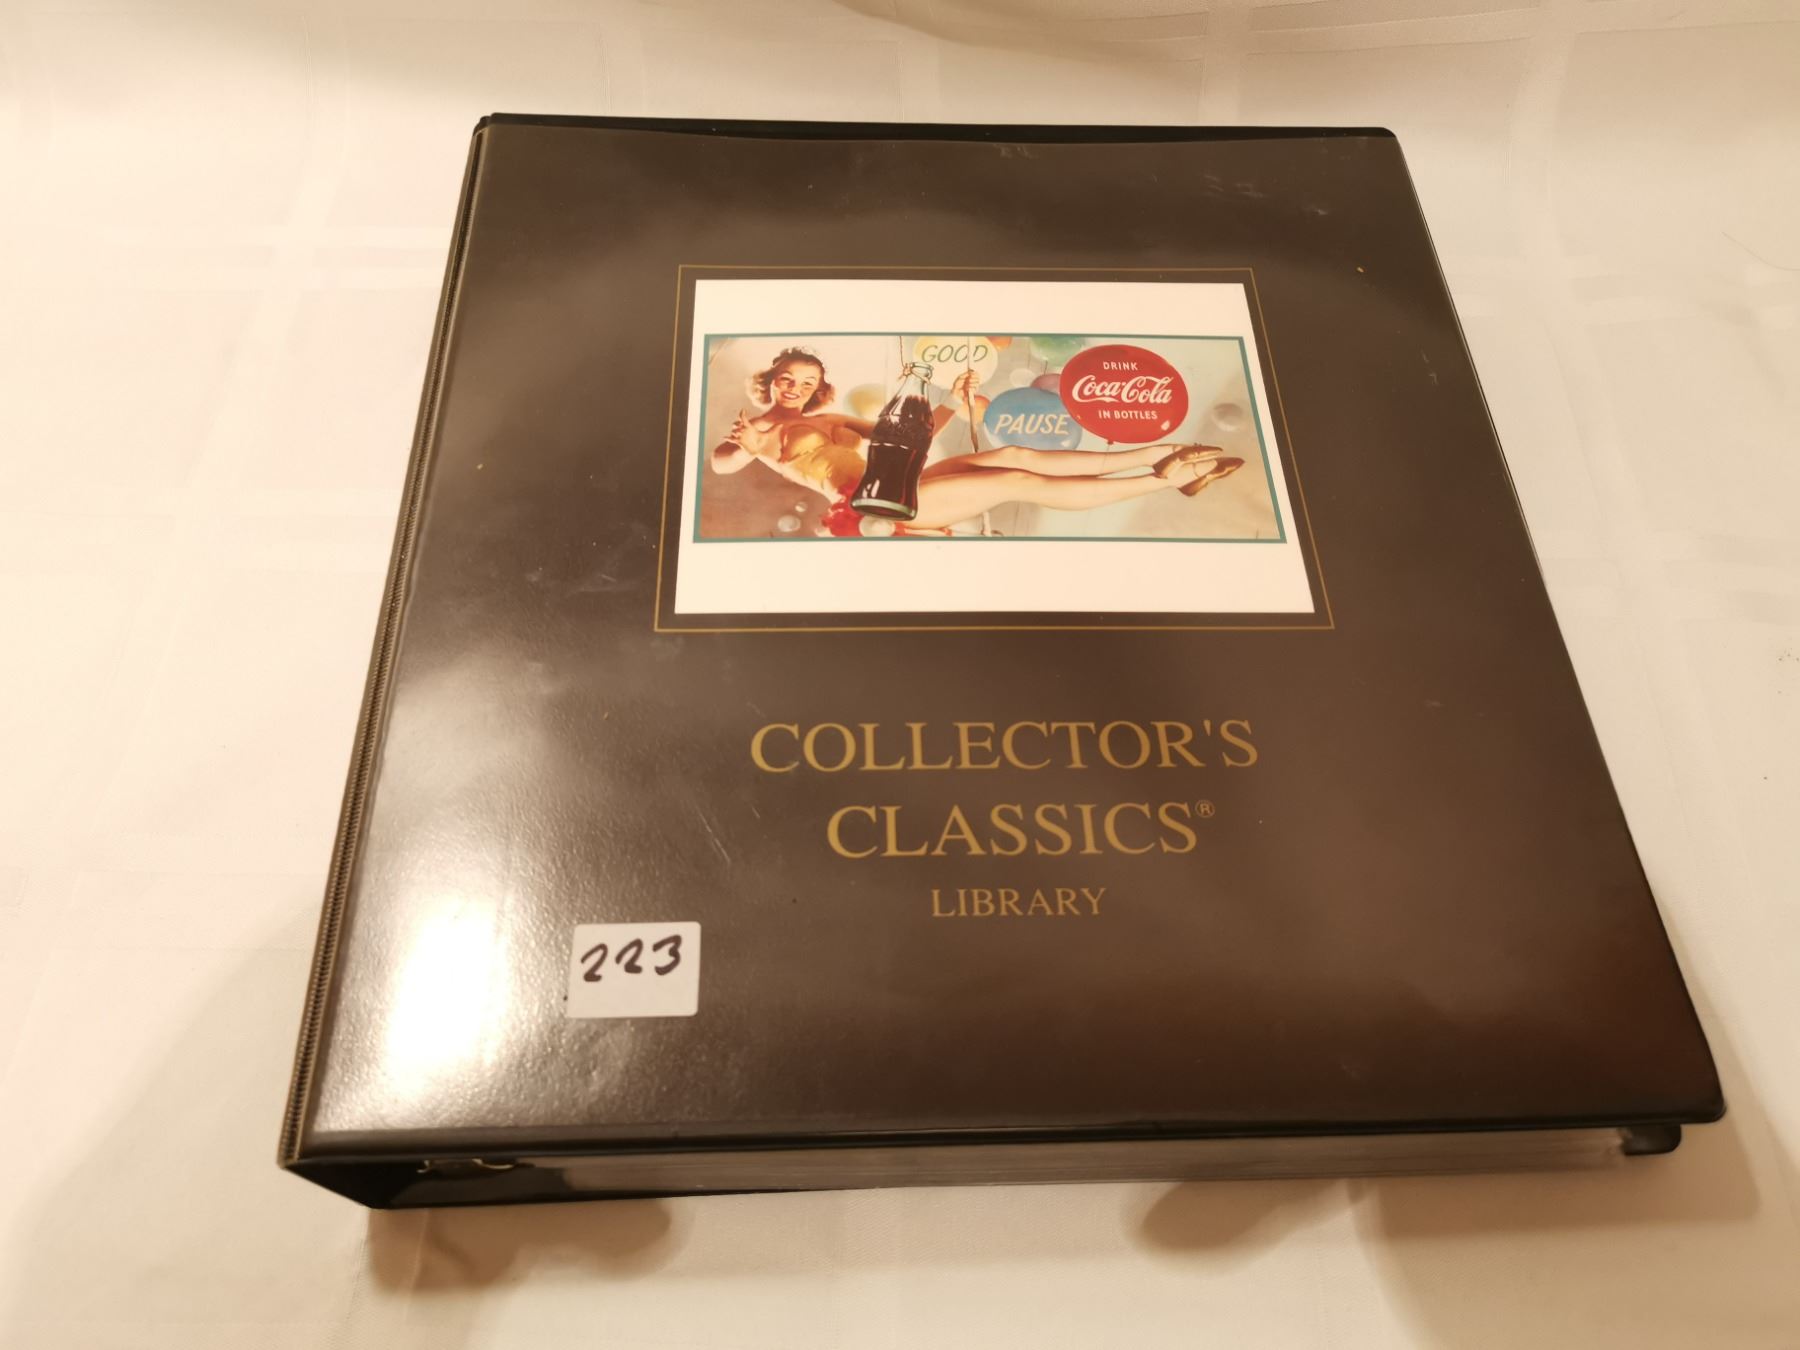 GOOD
PAUSE
DRINK
Coca-Cola
IN BOTTLES
COLLECTOR'S
CLASSICS®
LIBRARY
223